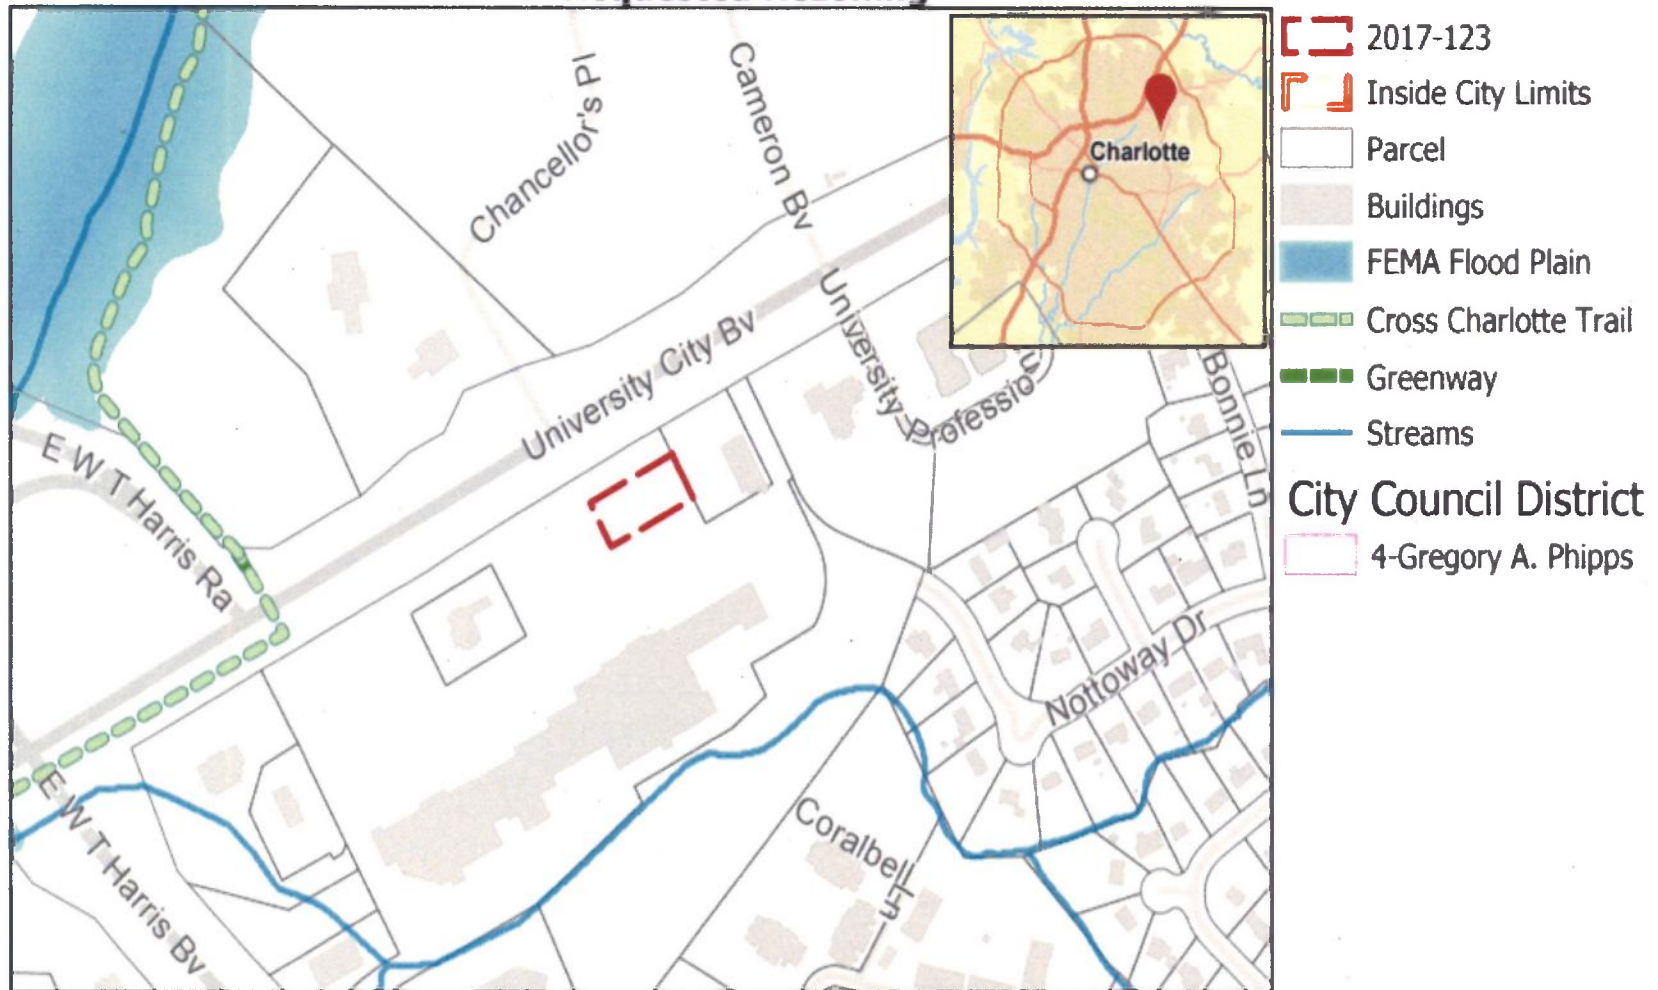 Chancellor's Pl
Cameron Bv
Charlotte
University City Bv
University
Professio
Bonnie Ln
E W T Harris Ra
Nottoway Dr
E W T Harris Bv
Coralbell
Ln
2017-123
Inside City Limits
Parcel
Buildings
FEMA Flood Plain
Cross Charlotte Trail
Greenway
Streams
City Council District
4-Gregory A. Phipps